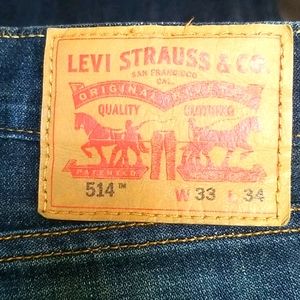 LEVI STRAUSS & CO.
SAN FRANCISCO
CAL.
ORIGINAL
QUALITY CLOTHING
PATENTED
514™ W 33 L 34